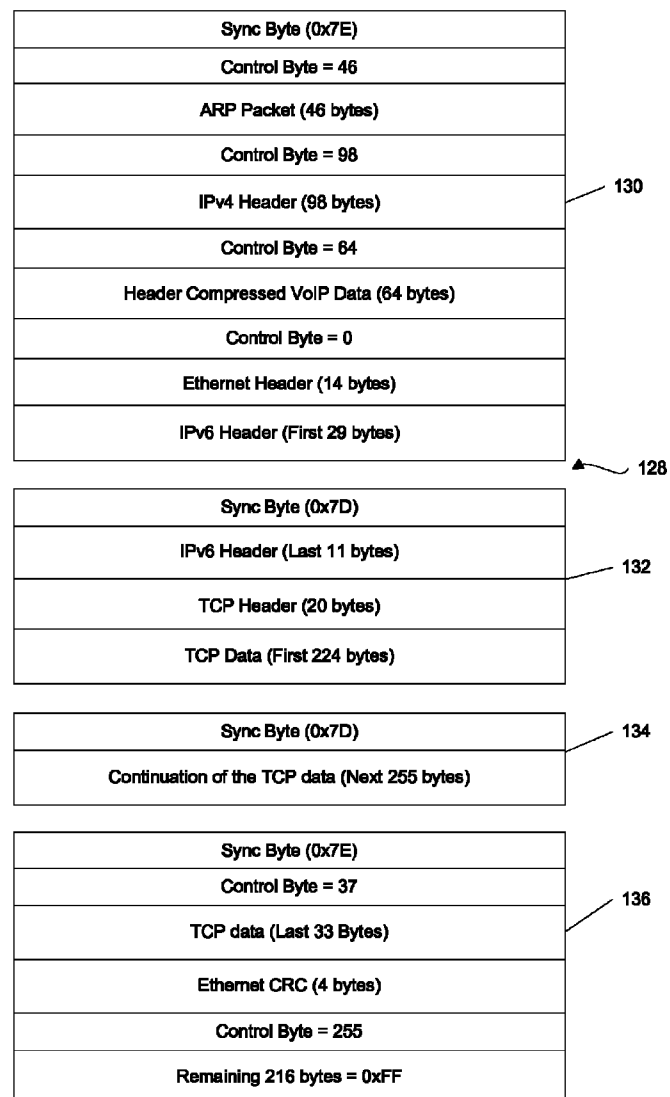 Sync Byte (0x7E)
Control Byte = 46
ARP Packet (46 bytes)
Control Byte = 98
IPv4 Header (98 bytes)
130
Control Byte = 64
Header Compressed VoIP Data (64 bytes)
Control Byte = 0
Ethernet Header (14 bytes)
IPv6 Header (First 29 bytes)
128
Sync Byte (0x7D)
IPv6 Header (Last 11 bytes)
132
TCP Header (20 bytes)
TCP Data (First 224 bytes)
Sync Byte (0x7D)
134
Continuation of the TCP data (Next 255 bytes)
Sync Byte (0x7E)
Control Byte = 37
136
TCP data (Last 33 Bytes)
Ethernet CRC (4 bytes)
Control Byte = 255
Remaining 216 bytes = 0xFF